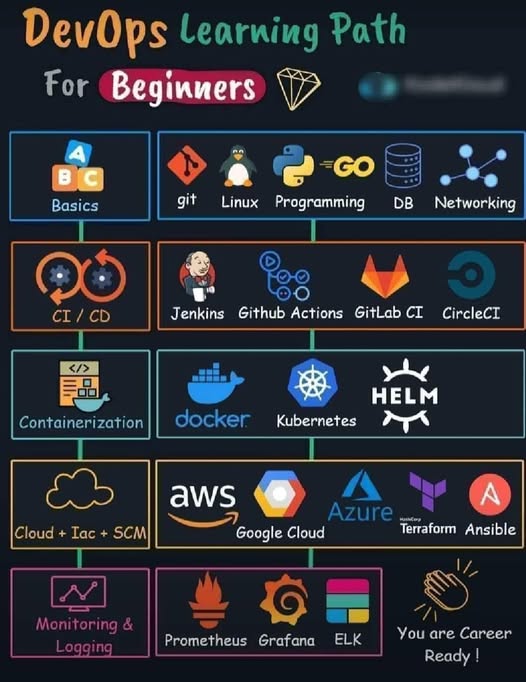 DevOps Learning Path
For Beginners
A
B C
Basics
git Linux Programming DB Networking
GO
CI / CD
Jenkins Github Actions GitLab CI CircleCI
</>
Containerization
docker Kubernetes HELM
Cloud + Iac + SCM
aws Google Cloud Azure HashiCorp Terraform A Ansible
Monitoring &
Logging
Prometheus Grafana ELK
You are Career
Ready !